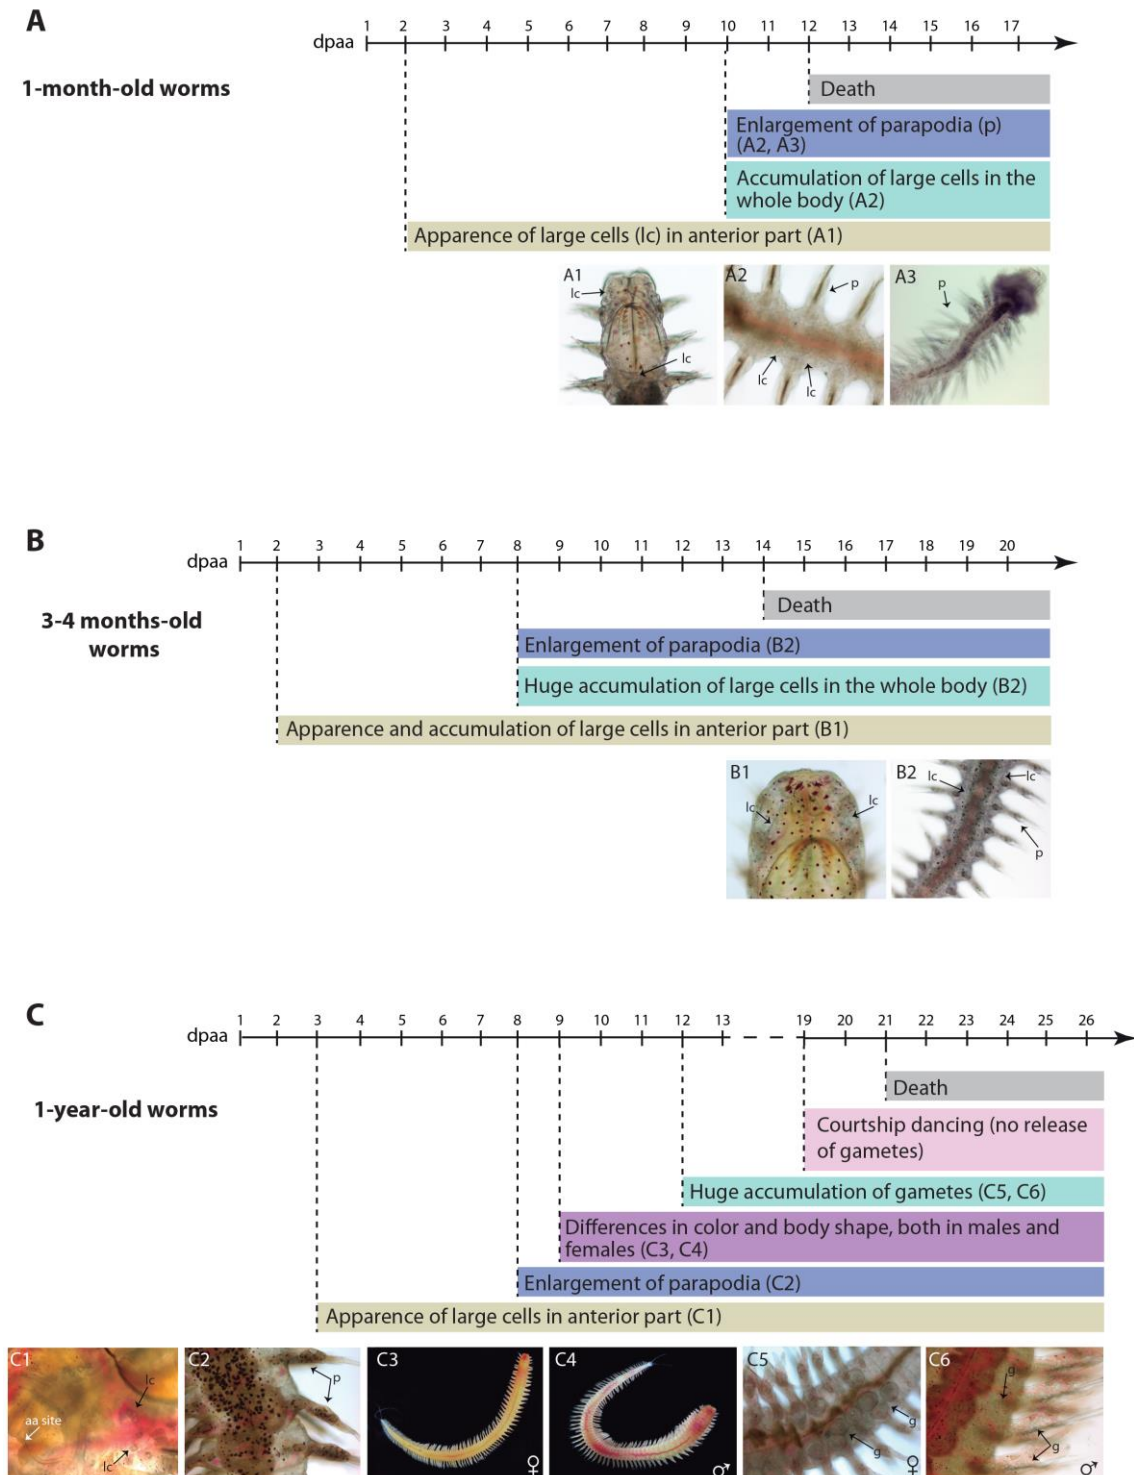 A
1 2 3 4 5 6 7 8 9 10 11 12 13 14 15 16 17
dpaa
1-month-old worms
Death
Enlargement of parapodia (p)
(A2, A3)
Accumulation of large cells in the
whole body (A2)
Apparence of large cells (lc) in anterior part (A1)
A1
lc
lc
A2
p
lc
lc
A3
p
B
1 2 3 4 5 6 7 8 9 10 11 12 13 14 15 16 17 18 19 20
dpaa
3-4 months-old
worms
Death
Enlargement of parapodia (B2)
Huge accumulation of large cells in the whole body (B2)
Apparence and accumulation of large cells in anterior part (B1)
B1
lc
lc
B2
lc
lc
p
C
1 2 3 4 5 6 7 8 9 10 11 12 13 19 20 21 22 23 24 25 26
dpaa
1-year-old worms
Death
Courtship dancing (no release
of gametes)
Huge accumulation of gametes (C5, C6)
Differences in color and body shape, both in males and
females (C3, C4)
Enlargement of parapodia (C2)
Apparence of large cells in anterior part (C1)
C1
lc
aa site
lc
C2
p
C3
♀
C4
♂
C5
g
g
♀
C6
g
g
♂